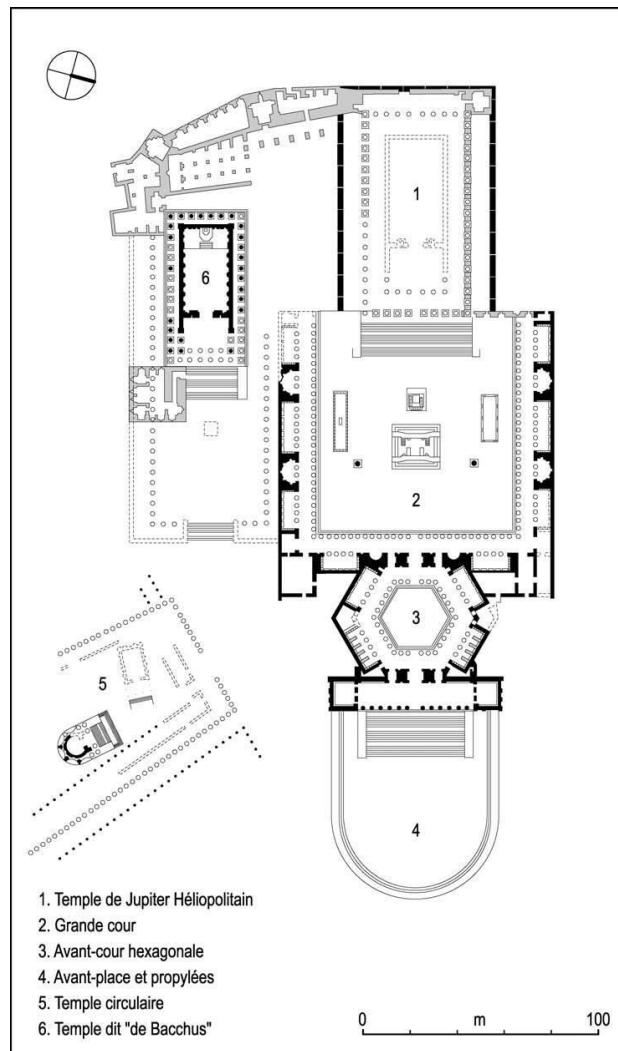 1
6
2
3
5
4
1. Temple de Jupiter Héliopolitain
2. Grande cour
3. Avant-cour hexagonale
4. Avant-place et propylées
5. Temple circulaire
6. Temple dit "de Bacchus"
0 m 100